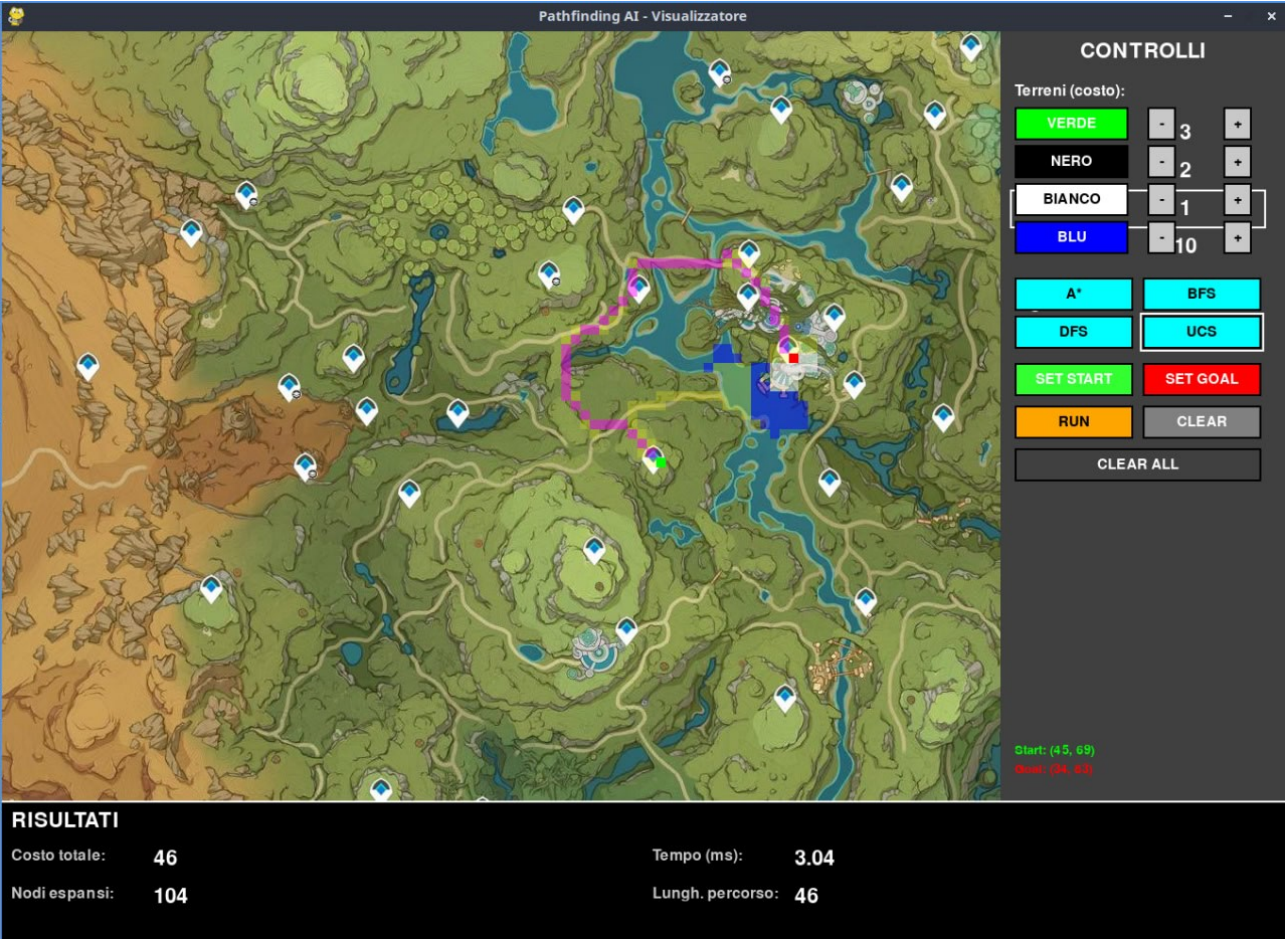 Pathfinding AI - Visualizzatore
CONTROLLI
Terreni (costo):
VERDE - 3 +
NERO - 2 +
BIANCO - 1 +
BLU - 10 +
A* BFS
DFS UCS
SET START SET GOAL
RUN CLEAR
CLEAR ALL
Start: (45, 69)
RISULTATI
Costo totale: 46 Tempo (ms): 3.04
Nodi espansi: 104 Lungh. percorso: 46